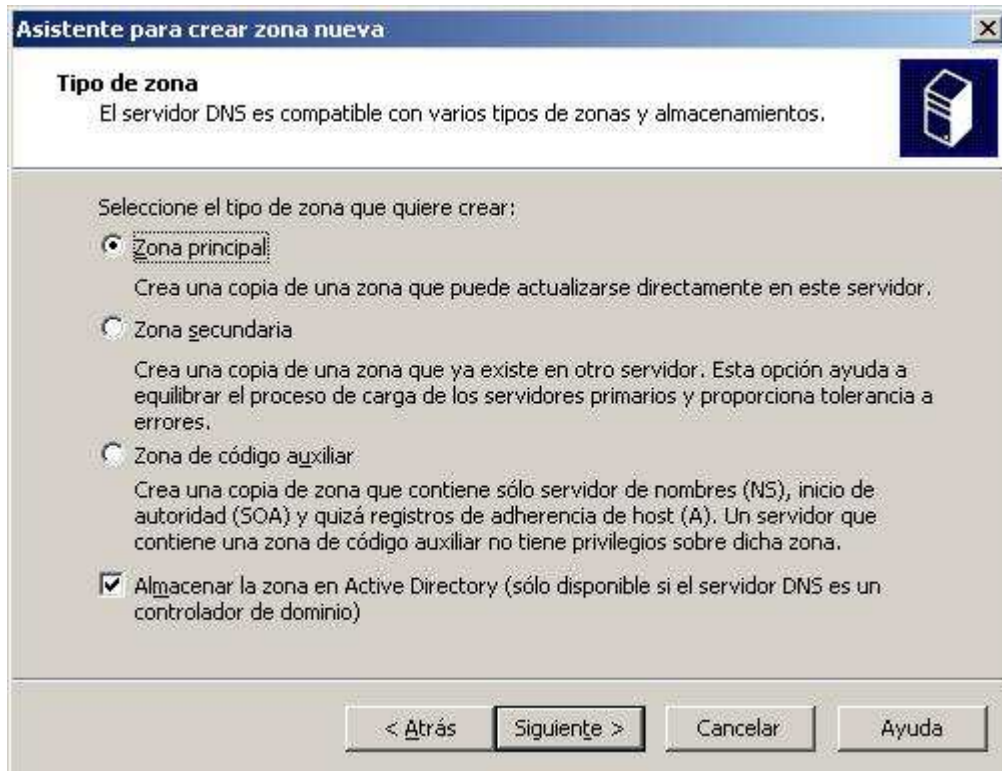 Asistente para crear zona nueva
Tipo de zona
El servidor DNS es compatible con varios tipos de zonas y almacenamientos.
Seleccione el tipo de zona que quiere crear:
Zona principal
Crea una copia de una zona que puede actualizarse directamente en este servidor.
Zona secundaria
Crea una copia de una zona que ya existe en otro servidor. Esta opción ayuda a
equilibrar el proceso de carga de los servidores primarios y proporciona tolerancia a
errores.
Zona de código auxiliar
Crea una copia de zona que contiene sólo servidor de nombres (NS), inicio de
autoridad (SOA) y quizá registros de adherencia de host (A). Un servidor que
contiene una zona de código auxiliar no tiene privilegios sobre dicha zona.
Almacenar la zona en Active Directory (sólo disponible si el servidor DNS es un
controlador de dominio)
< Atrás Siguiente > Cancelar Ayuda